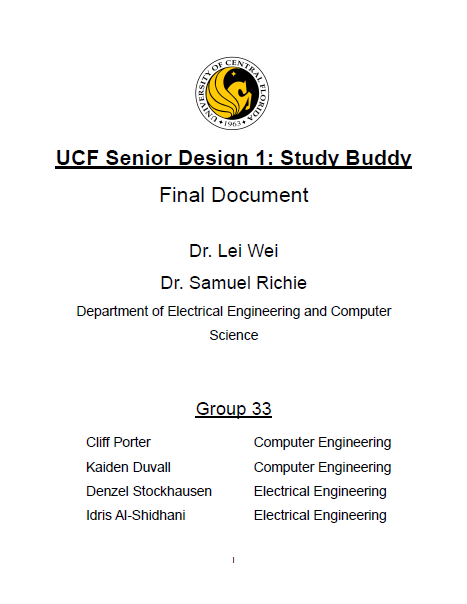 UNIVERSITY OF CENTRAL FLORIDA
1963
UCF Senior Design 1: Study Buddy
Final Document
Dr. Lei Wei
Dr. Samuel Richie
Department of Electrical Engineering and Computer
Science
Group 33
Cliff Porter Computer Engineering
Kaiden Duvall Computer Engineering
Denzel Stockhausen Electrical Engineering
Idris Al-Shidhani Electrical Engineering
I